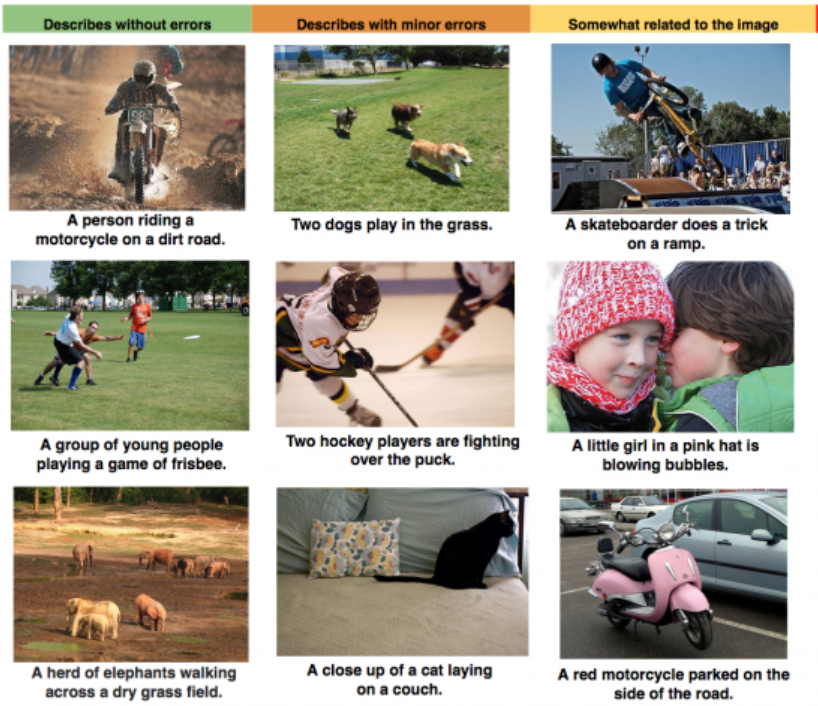 Describes without errors
Describes with minor errors
Somewhat related to the image
A person riding a
motorcycle on a dirt road.
Two dogs play in the grass.
A skateboarder does a trick
on a ramp.
A group of young people
playing a game of frisbee.
Two hockey players are fighting
over the puck.
A little girl in a pink hat is
blowing bubbles.
A herd of elephants walking
across a dry grass field.
A close up of a cat laying
on a couch.
A red motorcycle parked on the
side of the road.